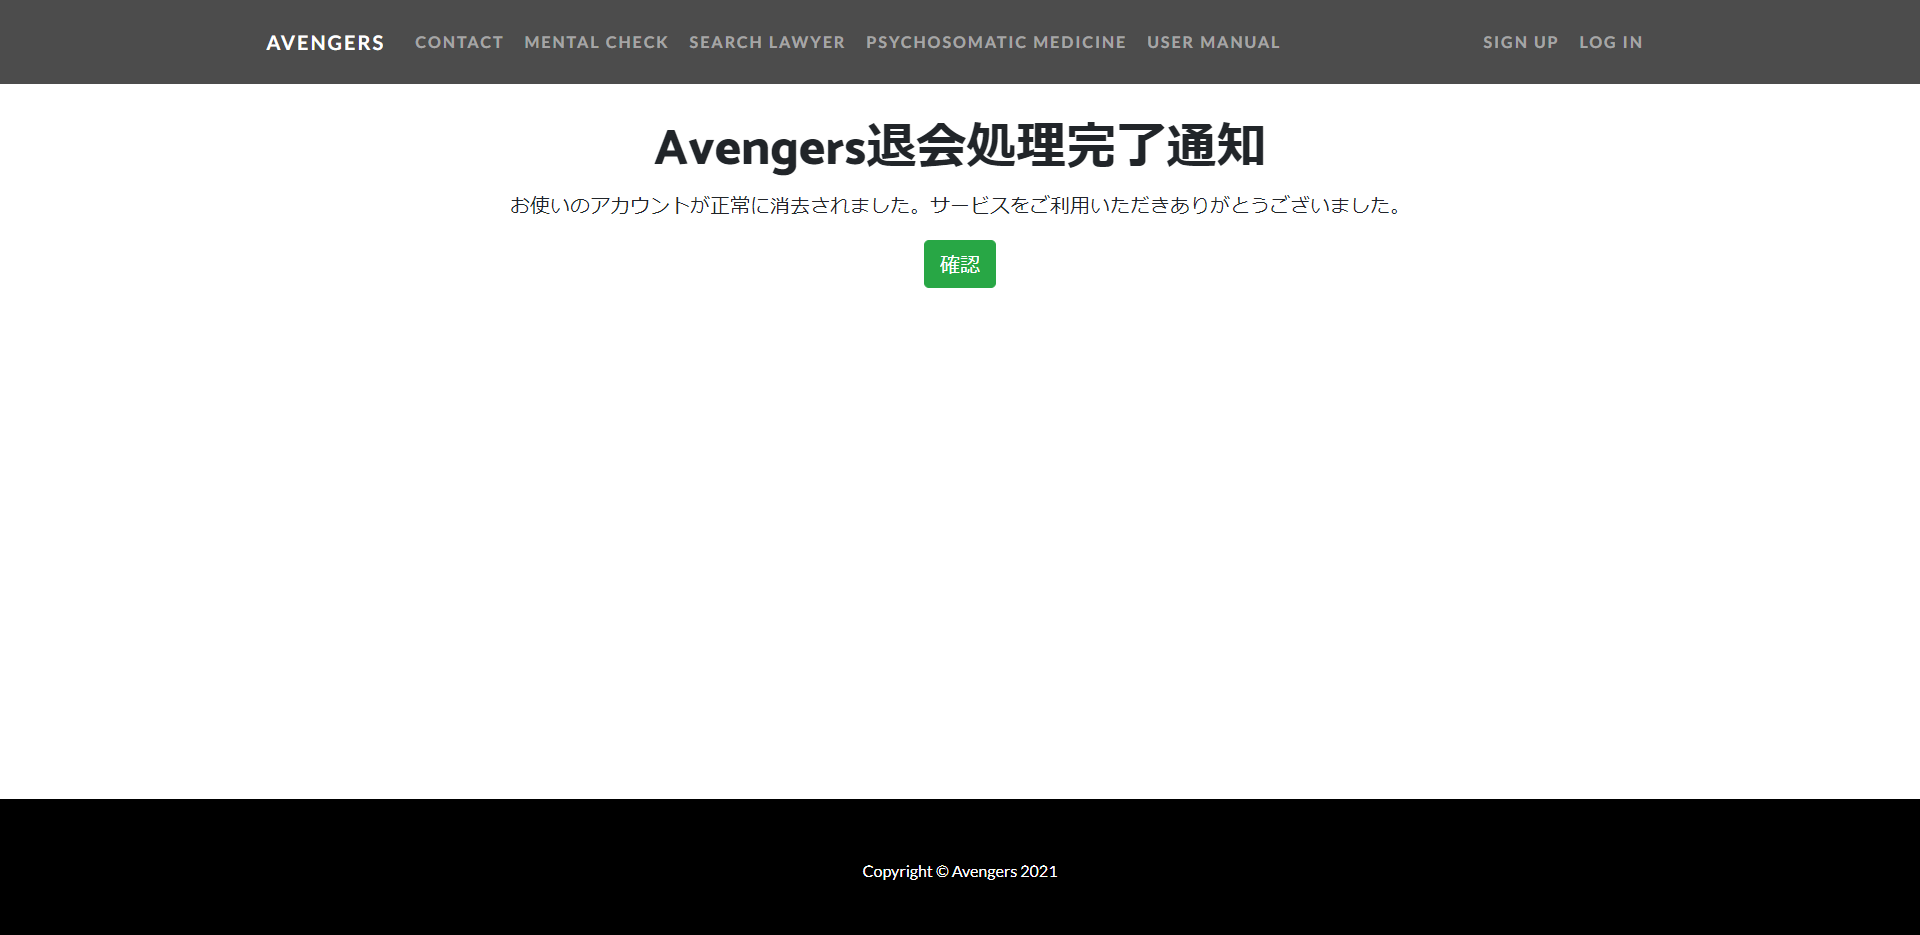 AVENGERS CONTACT MENTAL CHECK SEARCH LAWYER PSYCHOSOMATIC MEDICINE USER MANUAL SIGN UP LOG IN
Avengers退会処理完了通知
お使いのアカウントが正常に消去されました。サービスをご利用いただきありがとうございました。
確認
Copyright © Avengers 2021